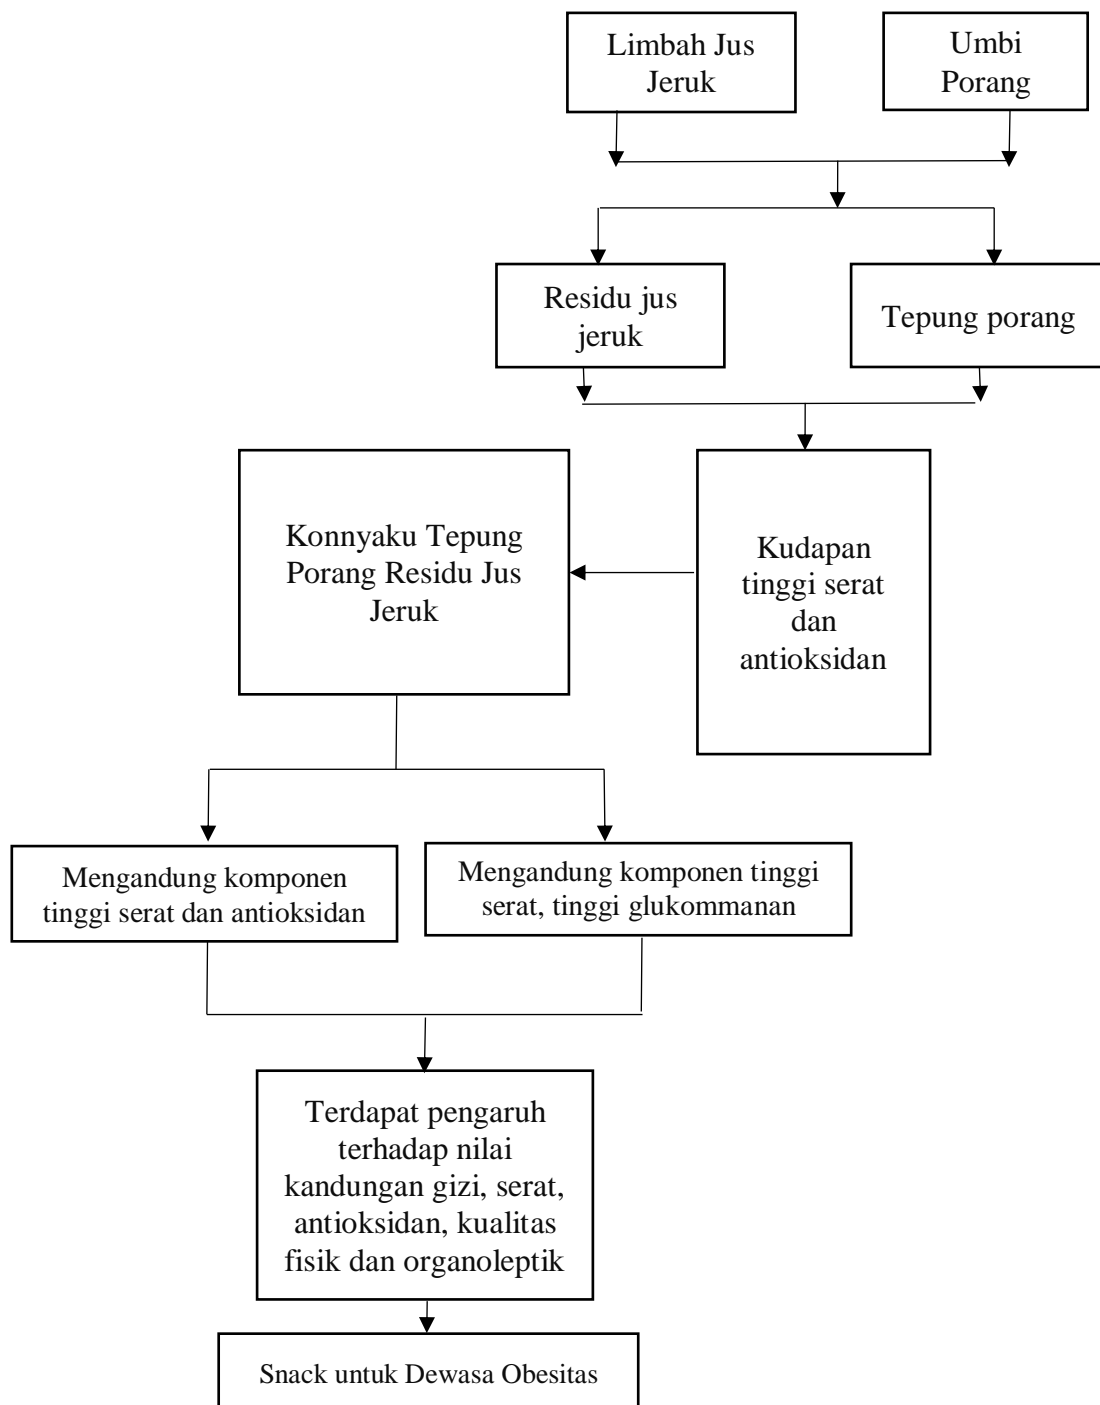 Limbah Jus
Jeruk
Umbi
Porang
Residu jus
jeruk
Tepung porang
Konnyaku Tepung
Porang Residu Jus
Jeruk
Kudapan
tinggi serat
dan
antioksidan
Mengandung komponen
tinggi serat dan antioksidan
Mengandung komponen tinggi
serat, tinggi glukommanan
Terdapat pengaruh
terhadap nilai
kandungan gizi, serat,
antioksidan, kualitas
fisik dan organoleptik
Snack untuk Dewasa Obesitas